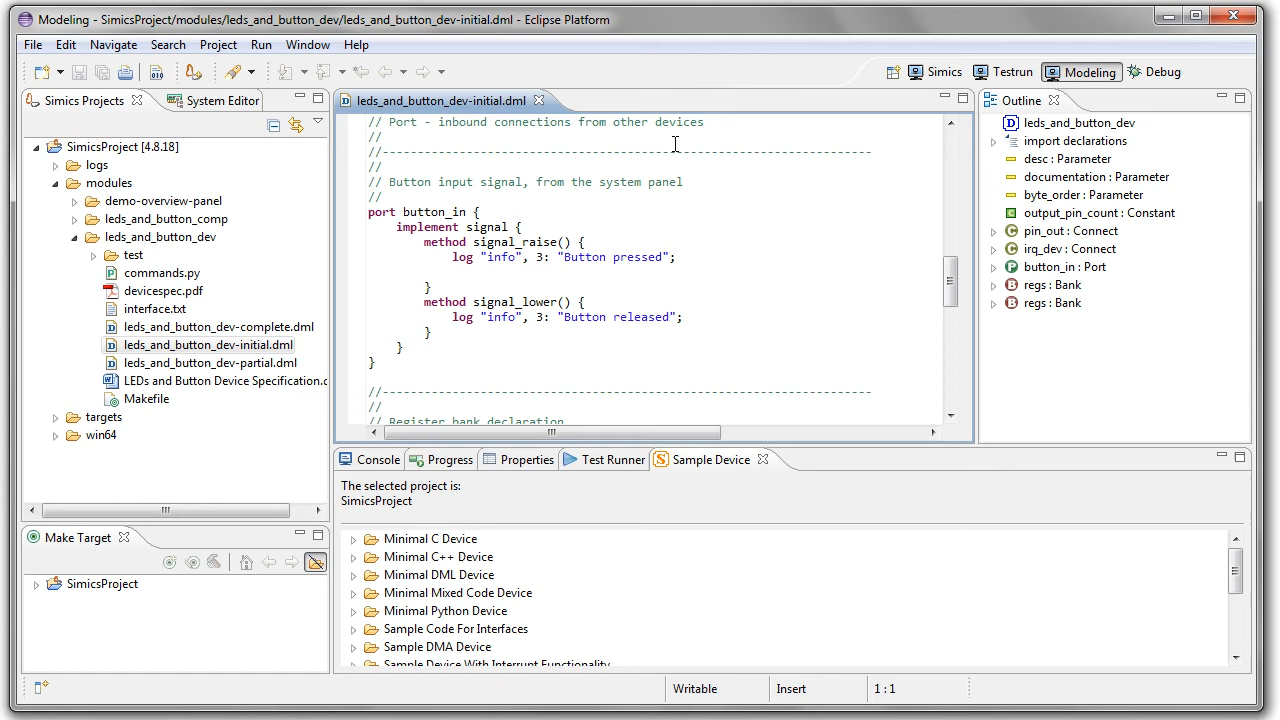 Modeling - SimicsProject/modules/leds_and_button_dev/leds_and_button_dev-initial.dml - Eclipse Platform
File Edit Navigate Search Project Run Window Help
Simics Testrun Modeling Debug
Simics Projects System Editor
SimicsProject [4.8.18]
logs
modules
demo-overview-panel
leds_and_button_comp
leds_and_button_dev
test
commands.py
devicespec.pdf
interface.txt
leds_and_button_dev-complete.dml
leds_and_button_dev-initial.dml
leds_and_button_dev-partial.dml
LEDs and Button Device Specification.
Makefile
targets
win64
Make Target
SimicsProject
leds_and_button_dev-initial.dml
// Port - inbound connections from other devices
//
//---------------------------------------------------------------------
//
// Button input signal, from the system panel
//
port button_in {
implement signal {
method signal_raise() {
log "info", 3: "Button pressed";
}
method signal_lower() {
log "info", 3: "Button released";
}
}
}
//---------------------------------------------------------------------
//
// Register bank declaration
Outline
leds_and_button_dev
import declarations
desc : Parameter
documentation : Parameter
byte_order : Parameter
output_pin_count : Constant
pin_out : Connect
irq_dev : Connect
button_in : Port
regs : Bank
regs : Bank
Console Progress Properties Test Runner Sample Device
The selected project is:
SimicsProject
Minimal C Device
Minimal C++ Device
Minimal DML Device
Minimal Mixed Code Device
Minimal Python Device
Sample Code For Interfaces
Sample DMA Device
Sample Device With Interrupt Functionality
Writable Insert 1 : 1